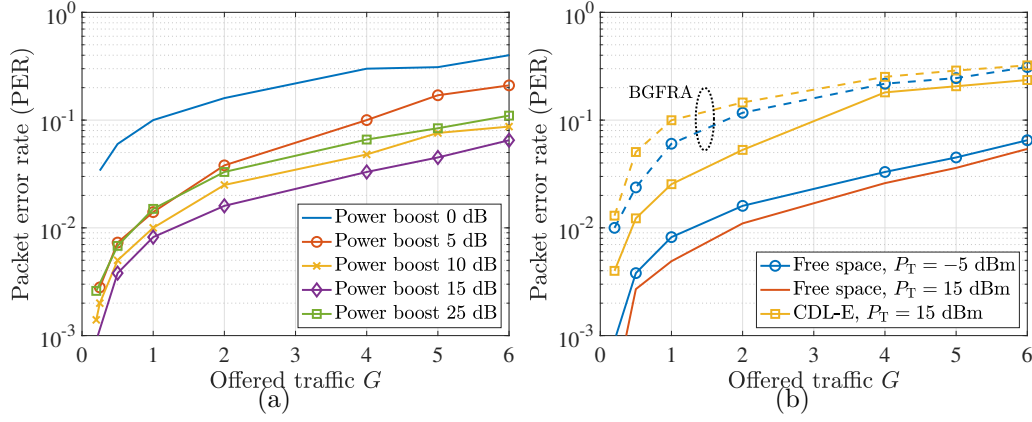 10^0
10^-1
10^-2
10^-3
Packet error rate (PER)
Power boost 0 dB
Power boost 5 dB
Power boost 10 dB
Power boost 15 dB
Power boost 25 dB
0 1 2 3 4 5 6
Offered traffic G
(a)
10^0
10^-1
10^-2
10^-3
Packet error rate (PER)
BGFRA
Free space, P_T = −5 dBm
Free space, P_T = 15 dBm
CDL-E, P_T = 15 dBm
0 1 2 3 4 5 6
Offered traffic G
(b)